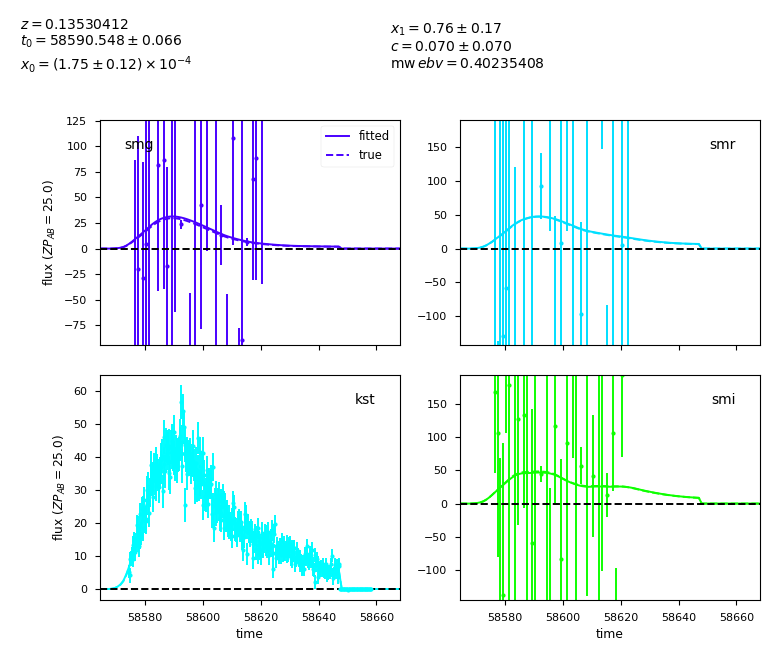 z = 0.13530412
t₀ = 58590.548 ± 0.066
x₀ = (1.75 ± 0.12) × 10⁻⁴
x₁ = 0.76 ± 0.17
c = 0.070 ± 0.070
mwebv = 0.40235408
smg
fitted
true
125
100
75
50
25
0
−25
−50
−75
flux (ZP_AB = 25.0)
smr
150
100
50
0
−50
−100
kst
60
50
40
30
20
10
0
flux (ZP_AB = 25.0)
58580 58600 58620 58640 58660
time
smi
150
100
50
0
−50
−100
58580 58600 58620 58640 58660
time